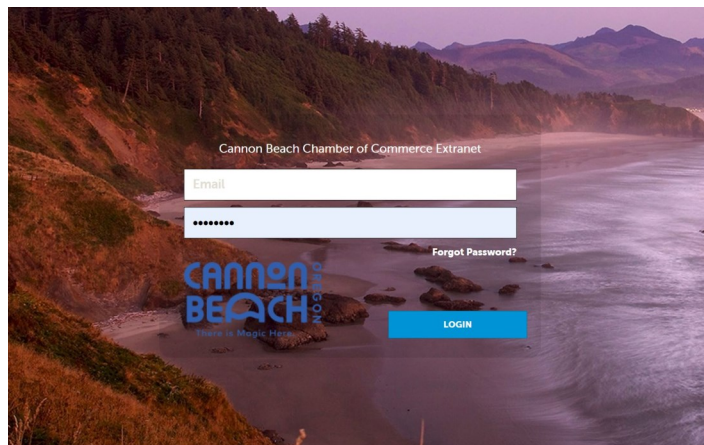 Cannon Beach Chamber of Commerce Extranet
Email
••••••••
Forgot Password?
CANNON
BEACH
OREGON
There is Magic Here.
LOGIN